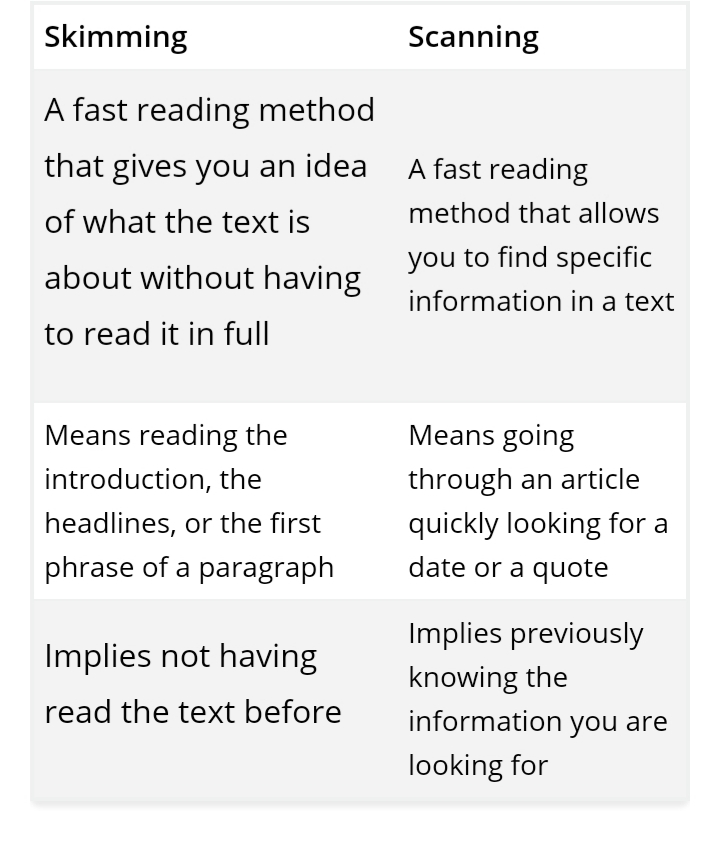 Skimming
Scanning
A fast reading method
that gives you an idea
of what the text is
about without having
to read it in full
A fast reading
method that allows
you to find specific
information in a text
Means reading the
introduction, the
headlines, or the first
phrase of a paragraph
Means going
through an article
quickly looking for a
date or a quote
Implies not having
read the text before
Implies previously
knowing the
information you are
looking for